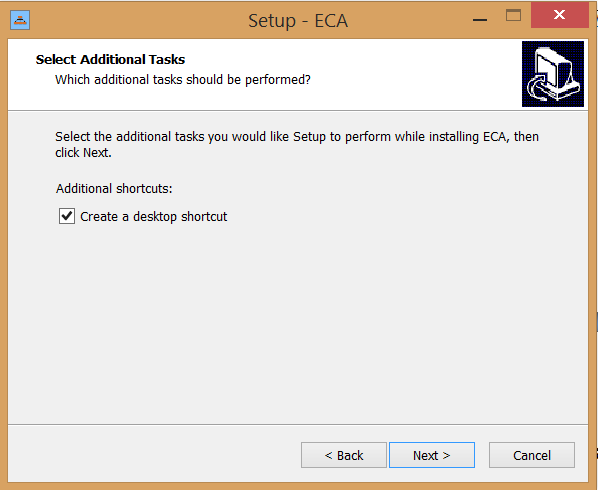 Setup - ECA
Select Additional Tasks
Which additional tasks should be performed?
Select the additional tasks you would like Setup to perform while installing ECA, then
click Next.
Additional shortcuts:
Create a desktop shortcut
< Back
Next >
Cancel